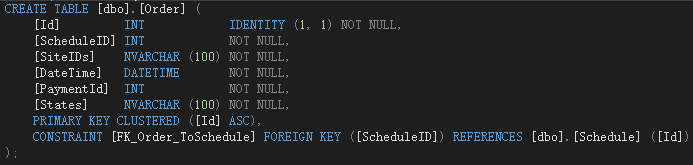 CREATE TABLE [dbo].[Order] (
[Id] INT IDENTITY (1, 1) NOT NULL,
[ScheduleID] INT NOT NULL,
[SiteIDs] NVARCHAR (100) NOT NULL,
[DateTime] DATETIME NOT NULL,
[PaymentId] INT NOT NULL,
[States] NVARCHAR (100) NOT NULL,
PRIMARY KEY CLUSTERED ([Id] ASC),
CONSTRAINT [FK_Order_ToSchedule] FOREIGN KEY ([ScheduleID]) REFERENCES [dbo].[Schedule] ([Id])
);